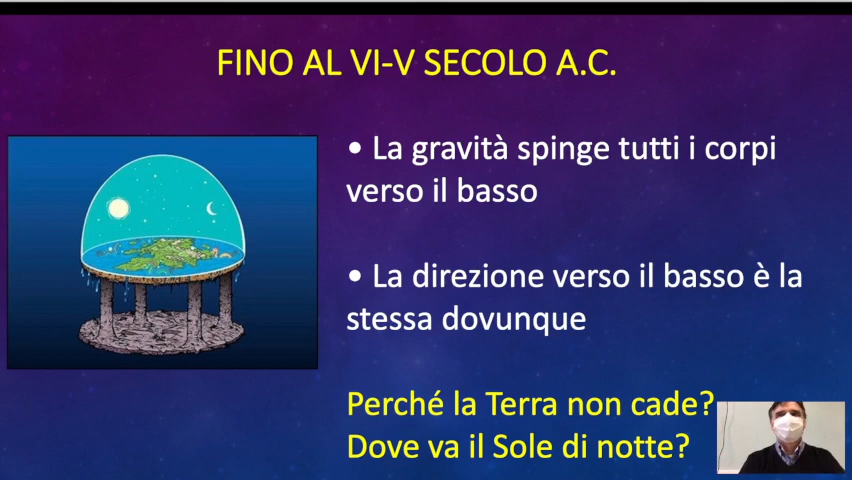 FINO AL VI-V SECOLO A.C.
• La gravità spinge tutti i corpi
verso il basso
• La direzione verso il basso è la
stessa dovunque
Perché la Terra non cade?
Dove va il Sole di notte?